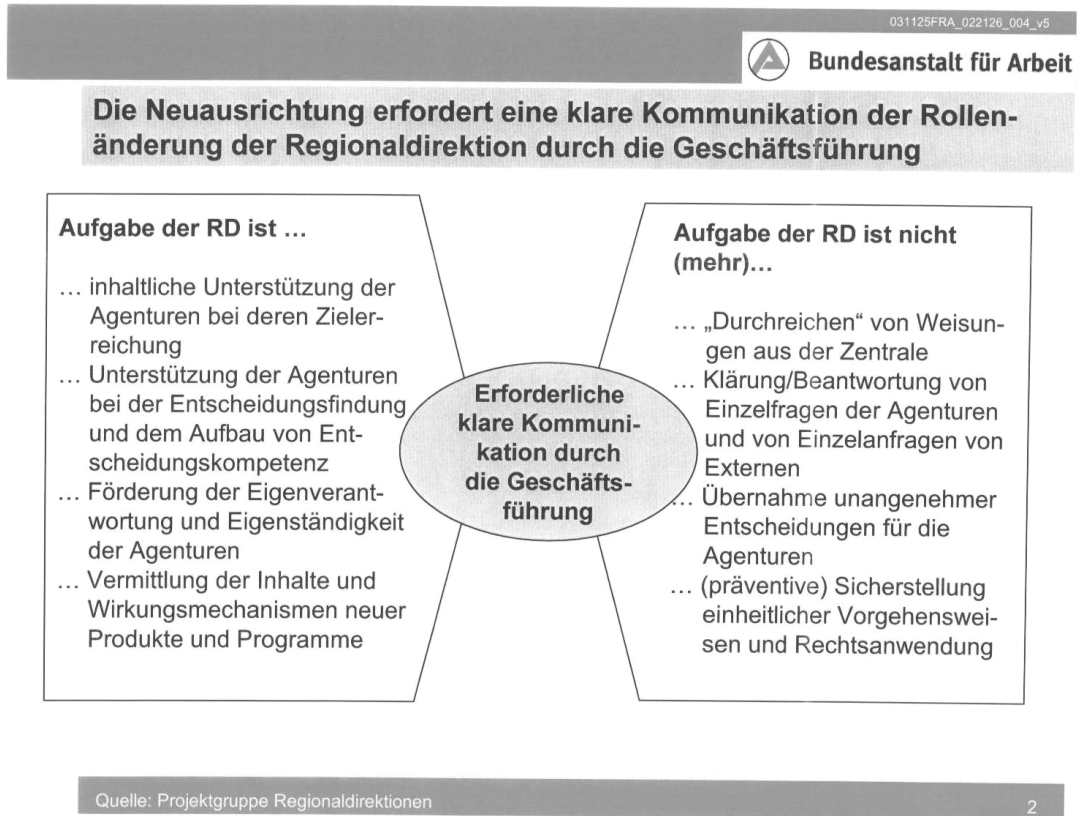 031125FRA_022126_004_v5
Bundesanstalt für Arbeit
Die Neuausrichtung erfordert eine klare Kommunikation der Rollen-
änderung der Regionaldirektion durch die Geschäftsführung
Aufgabe der RD ist ...
... inhaltliche Unterstützung der
Agenturen bei deren Zieler-
reichung
... Unterstützung der Agenturen
bei der Entscheidungsfindung
und dem Aufbau von Ent-
scheidungskompetenz
... Förderung der Eigenverant-
wortung und Eigenständigkeit
der Agenturen
... Vermittlung der Inhalte und
Wirkungsmechanismen neuer
Produkte und Programme
Erforderliche
klare Kommuni-
kation durch
die Geschäfts-
führung
Aufgabe der RD ist nicht
(mehr)...
... „Durchreichen“ von Weisun-
gen aus der Zentrale
... Klärung/Beantwortung von
Einzelfragen der Agenturen
und von Einzelanfragen von
Externen
... Übernahme unangenehmer
Entscheidungen für die
Agenturen
... (präventive) Sicherstellung
einheitlicher Vorgehenswei-
sen und Rechtsanwendung
Quelle: Projektgruppe Regionaldirektionen
2